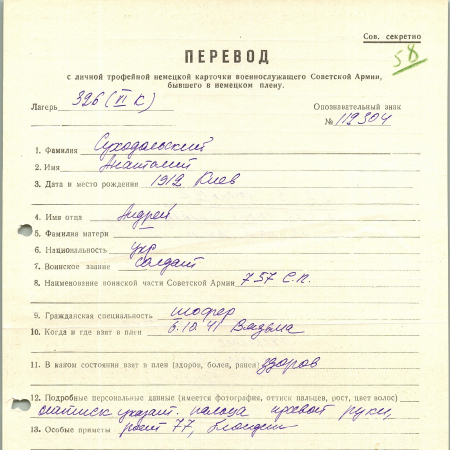 Сов. секретно
58
ПЕРЕВОД
с личной трофейной немецкой карточки военнослужащего Советской Армии,
бывшего в немецком плену.
Лагерь 326 (VI K)
Опознавательный знак
№ 112304
1. Фамилия Суходольский
2. Имя Анатолий
3. Дата и место рождения 1912 Киев
4. Имя отца Андрей
5. Фамилия матери —
6. Национальность укр
7. Воинское звание солдат
8. Наименование воинской части Советской Армии 757 С.П.
9. Гражданская специальность шофер
10. Когда и где взят в плен 6.10 41 Вязьма
11. В каком состоянии взят в плен (здоров, болен, ранен) здоров
12. Подробные персональные данные (имеется фотография, оттиск пальцев, рост, цвет волос)
указат. пальца правой руки,
13. Особые приметы рост 177, блондин